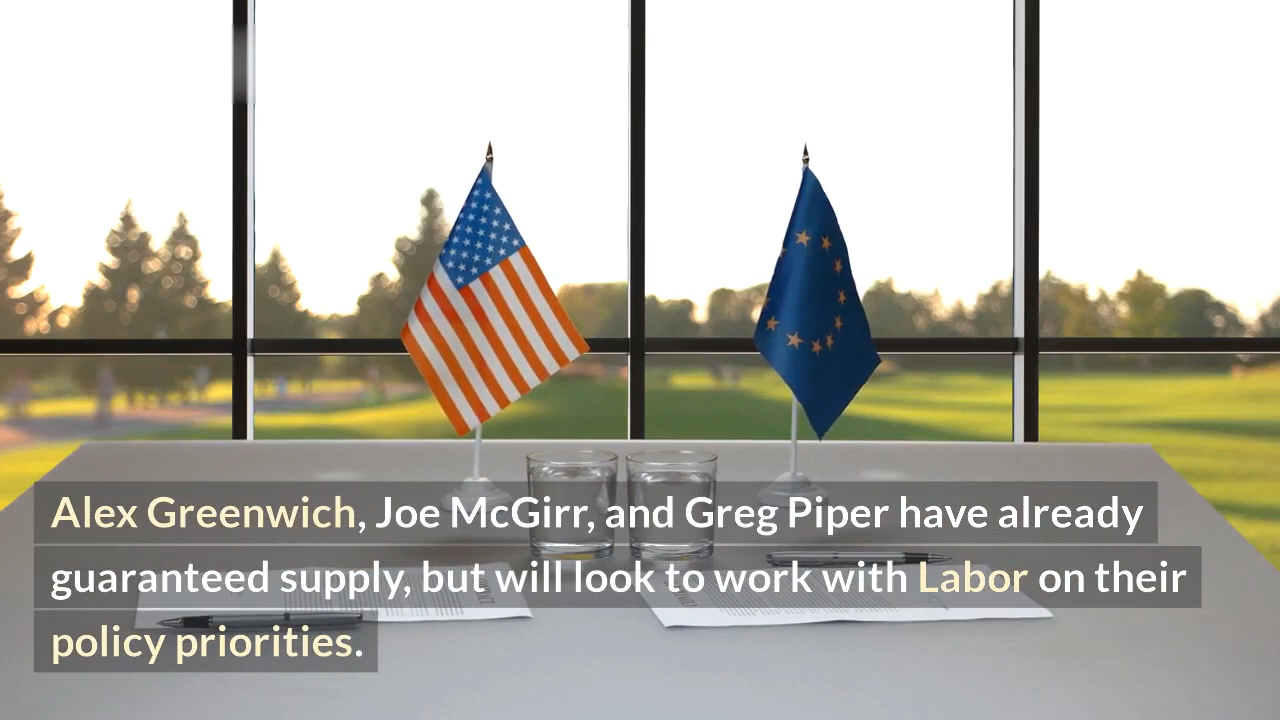 Alex Greenwich, Joe McGirr, and Greg Piper have already
guaranteed supply, but will look to work with Labor on their
policy priorities.